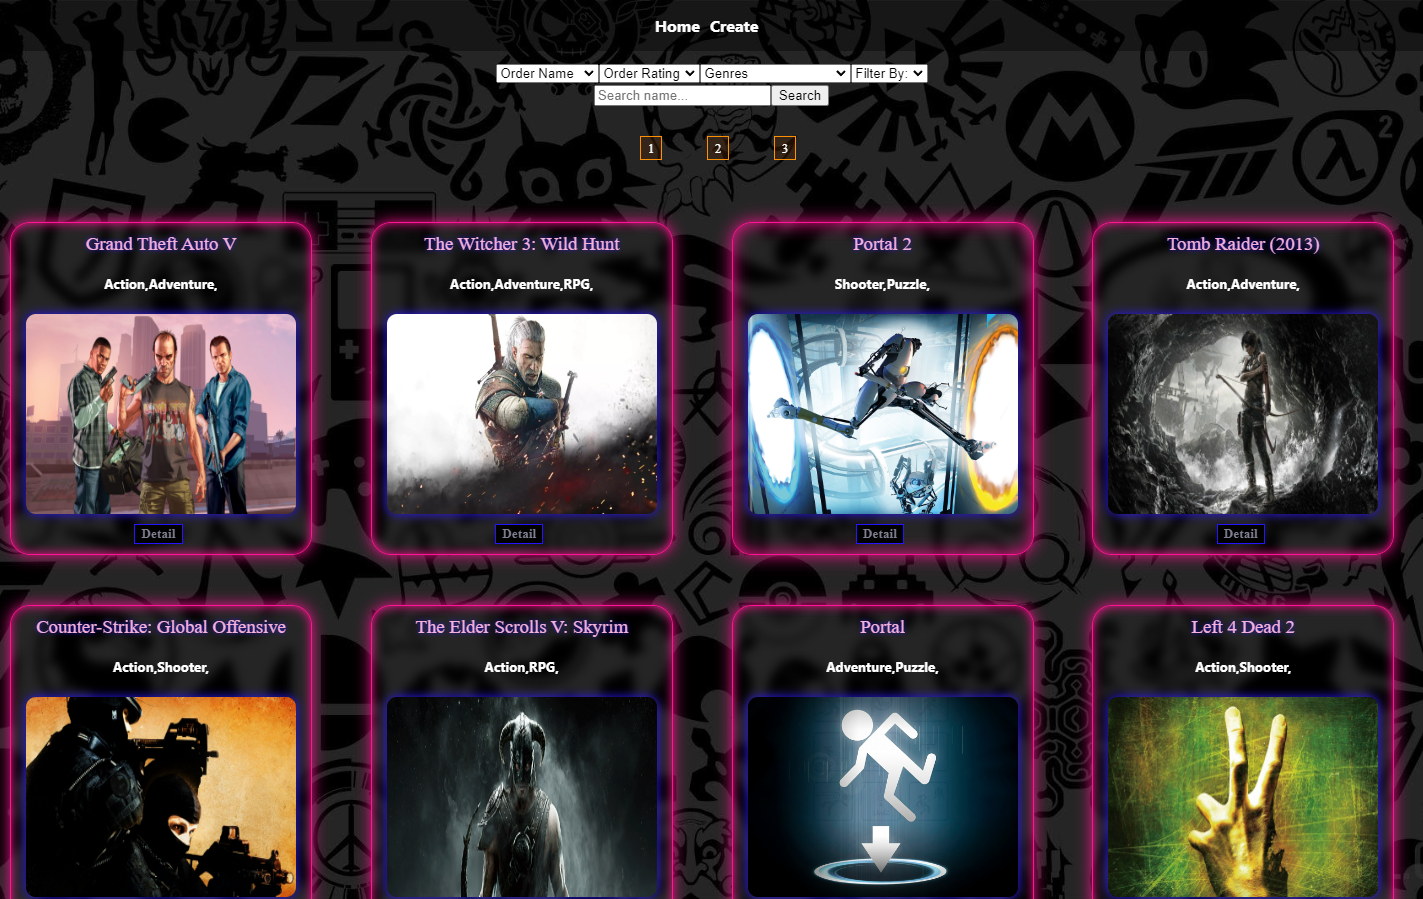 Home Create
Order Name Order Rating Genres Filter By:
Search name... Search
1 2 3
Grand Theft Auto V
Action,Adventure,
Detail
The Witcher 3: Wild Hunt
Action,Adventure,RPG,
Detail
Portal 2
Shooter,Puzzle,
Detail
Tomb Raider (2013)
Action,Adventure,
Detail
Counter-Strike: Global Offensive
Action,Shooter,
The Elder Scrolls V: Skyrim
Action,RPG,
Portal
Adventure,Puzzle,
Left 4 Dead 2
Action,Shooter,
λ2
UNSC